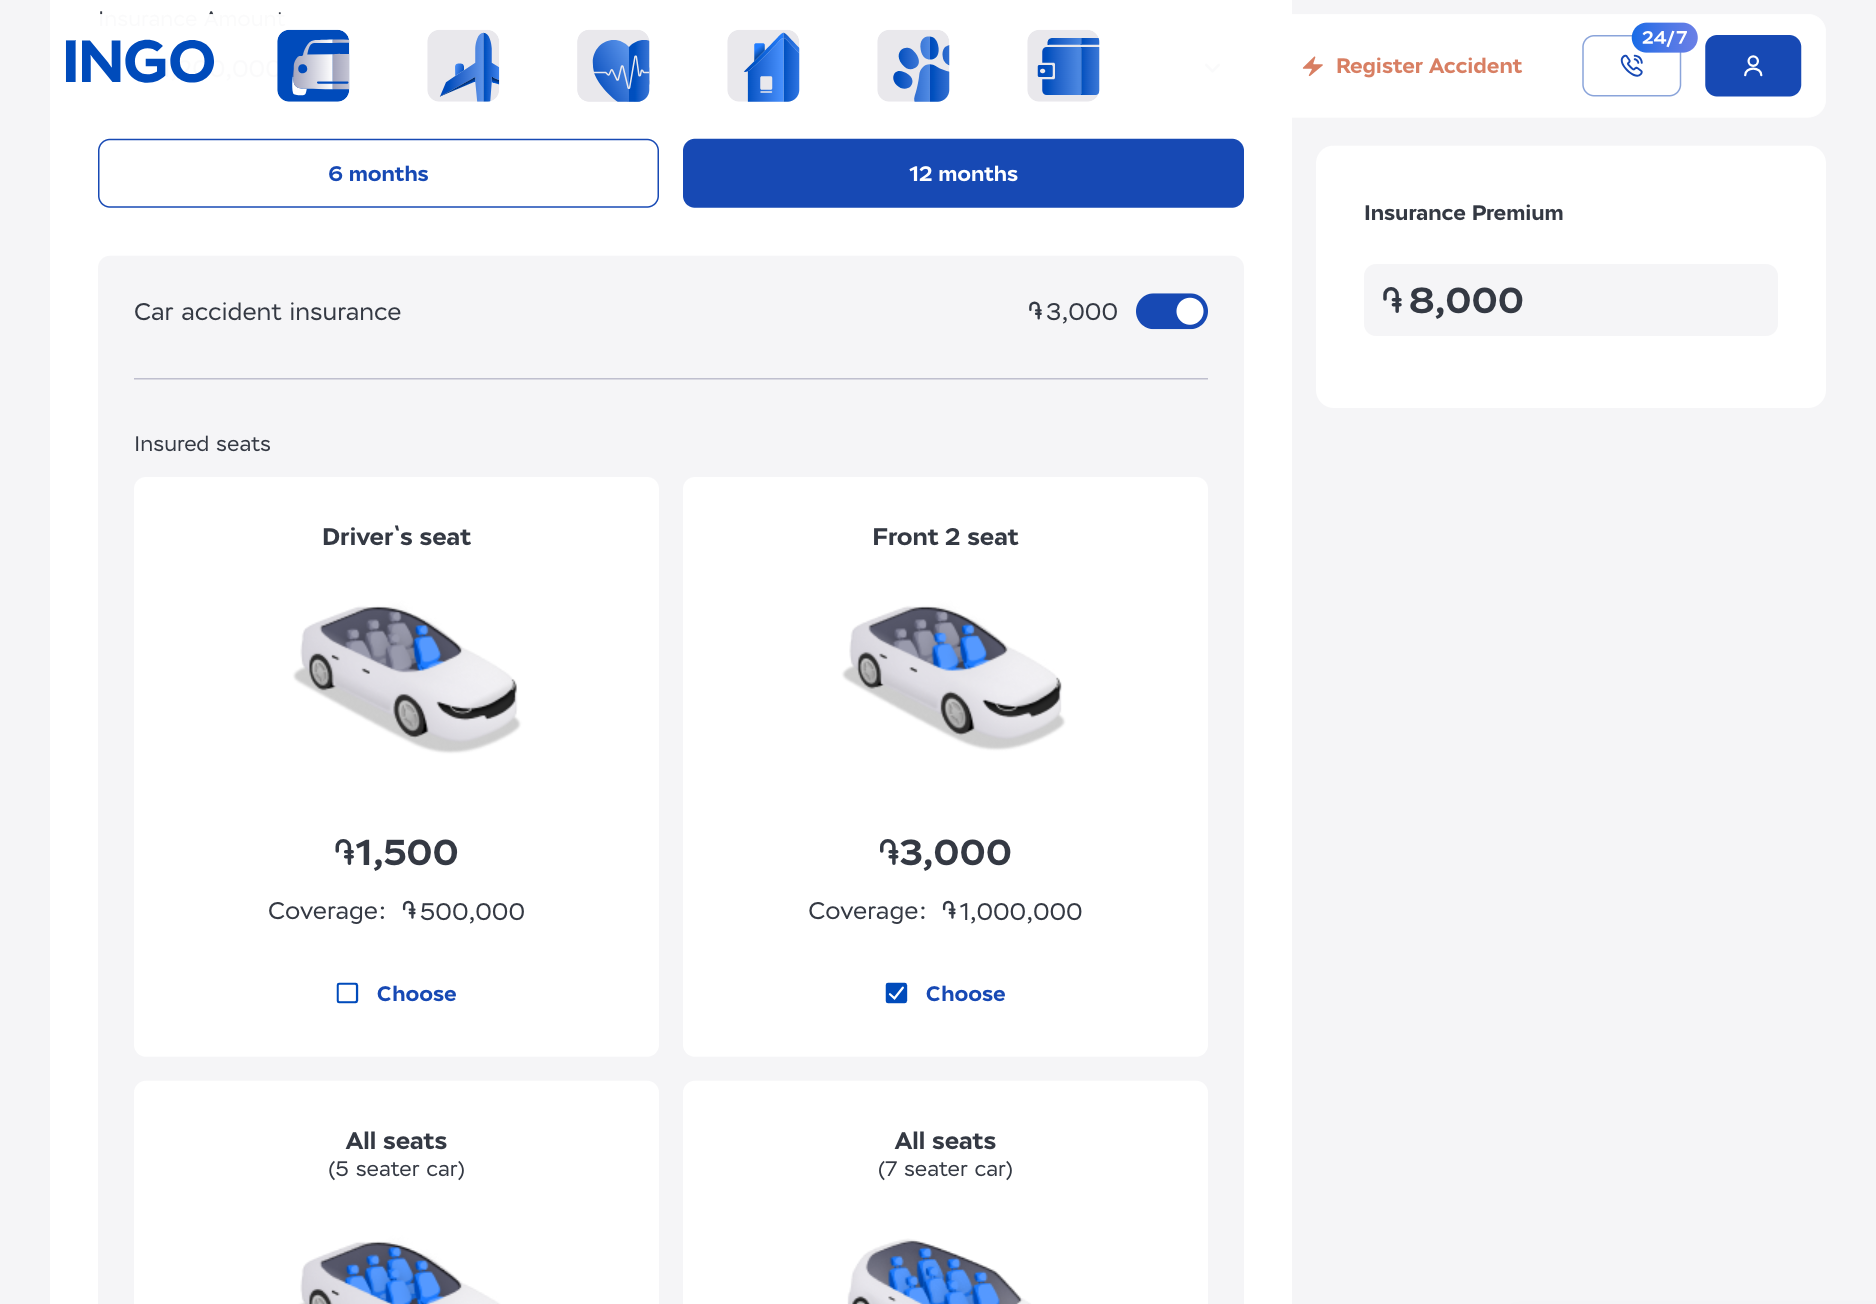 Insurance Amount
INGO
24/7
Register Accident
6 months
12 months
Insurance Premium
֏8,000
Car accident insurance
֏3,000
Insured seats
Driver`s seat
Front 2 seat
֏1,500
֏3,000
Coverage: ֏500,000
Coverage: ֏1,000,000
Choose
Choose
All seats
(5 seater car)
All seats
(7 seater car)